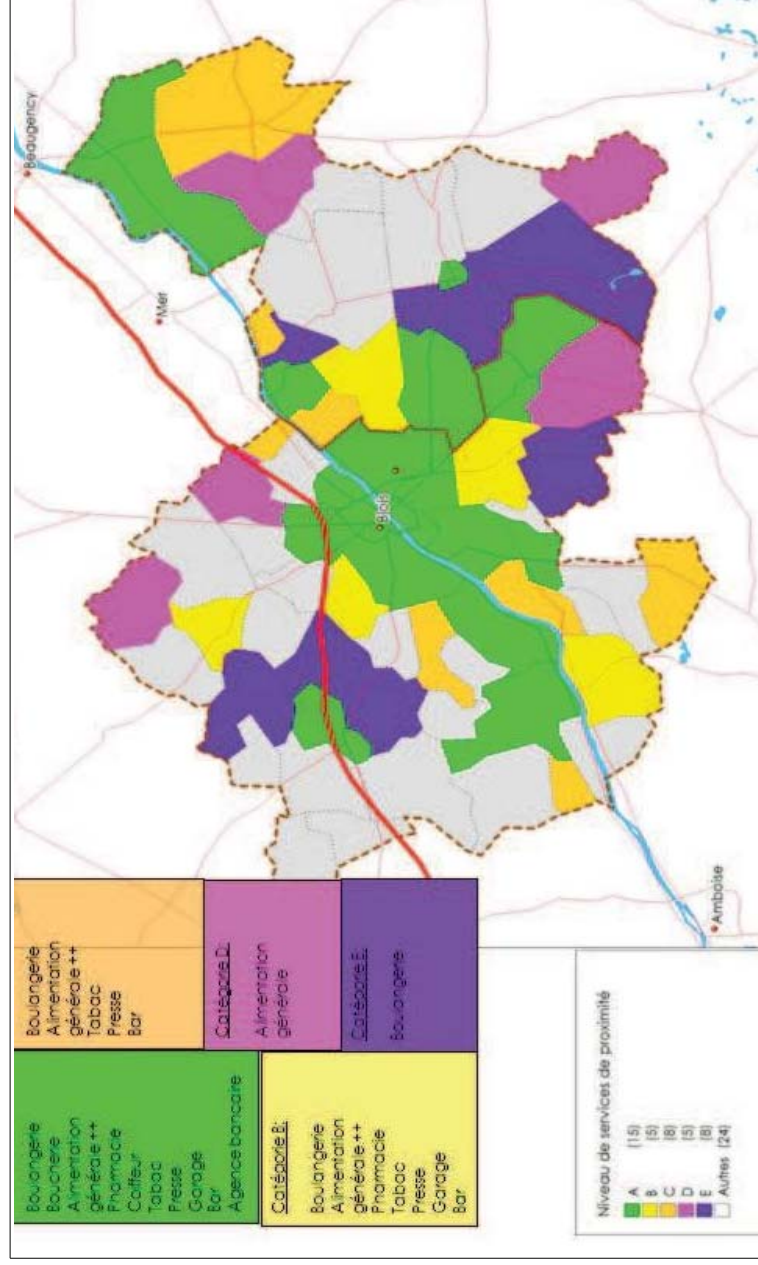 Boulangerie
Boucherie
Alimentation
générale++
Pharmacie
Coiffeur
Tabac
Presse
Garage
Bar
Agence bancaire
Boulangerie
Alimentation
générale++
Tabac
Presse
Bar
Catégorie B:
Boulangerie
Alimentation
générale++
Pharmacie
Tabac
Presse
Garage
Bar
Catégorie D:
Alimentation
générale
Catégorie E:
Boulangerie
Niveau de services de proximité
A (15)
B (5)
C (8)
D (5)
E (8)
Autres (24)
Beaugency
Mer
Blois
Amboise